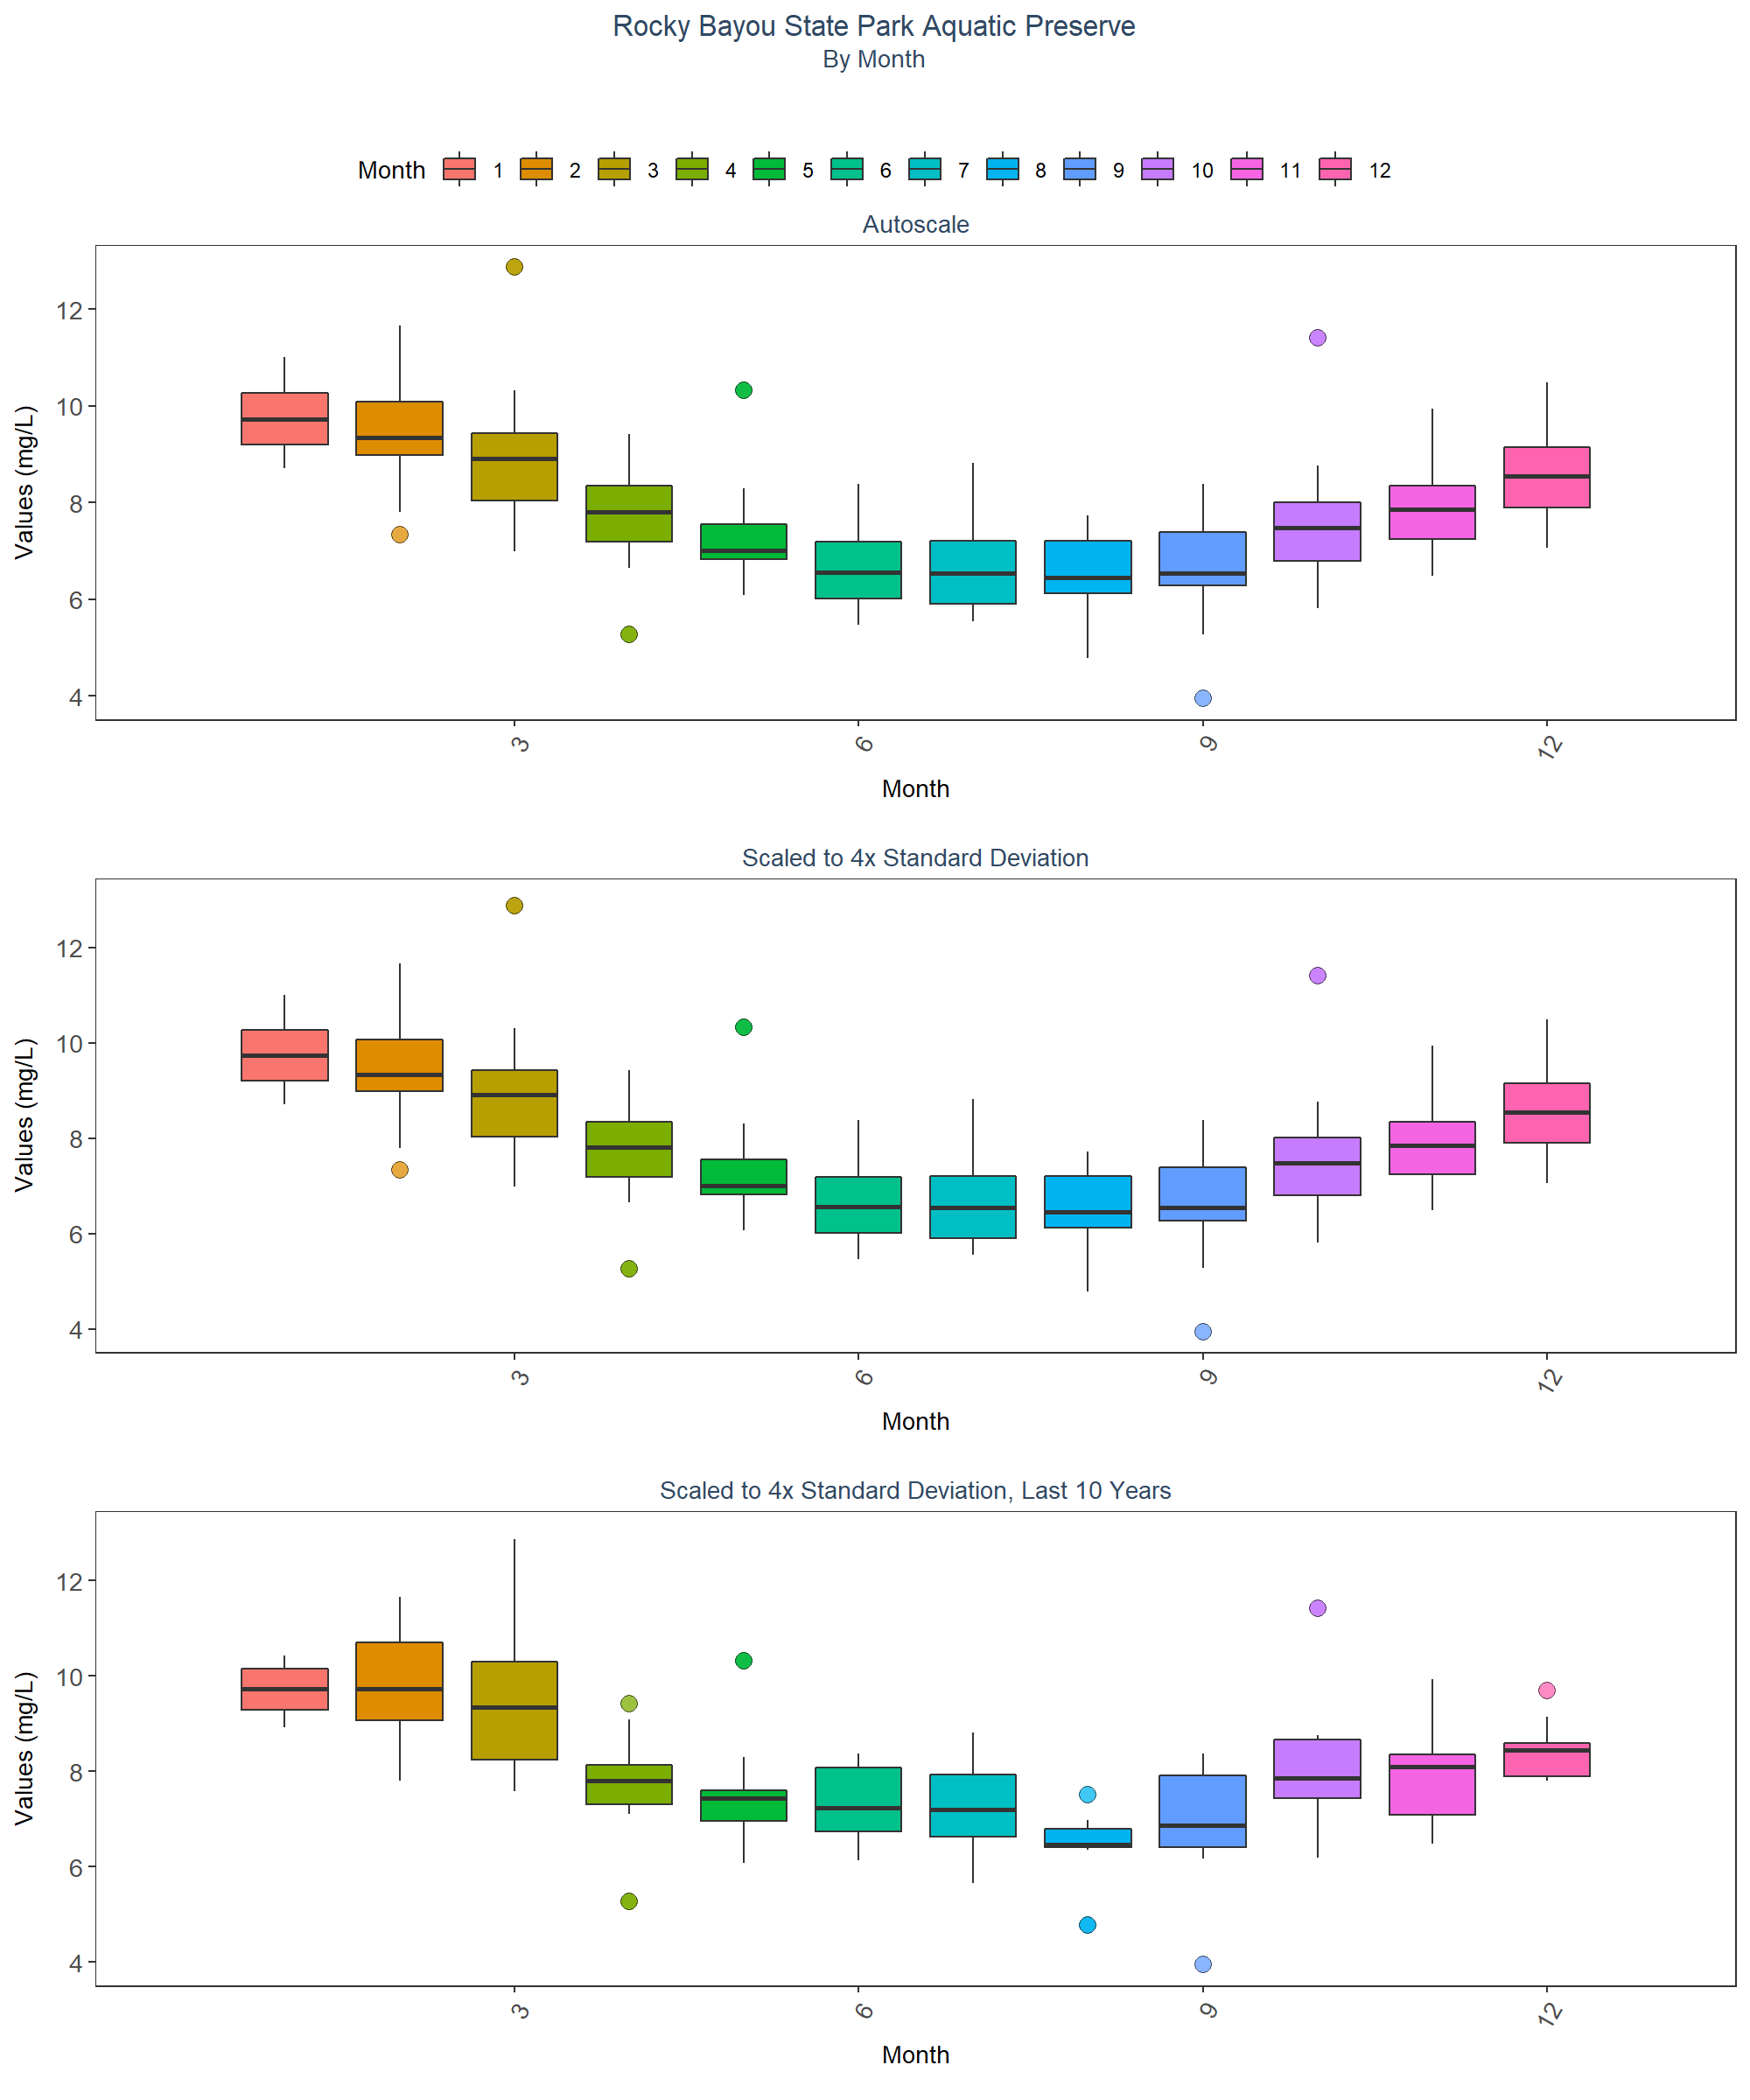 Rocky Bayou State Park Aquatic Preserve
By Month
Month 1 2 3 4 5 6 7 8 9 10 11 12
Autoscale
Values (mg/L)
12
10
8
6
4
3 6 9 12
Month
Scaled to 4x Standard Deviation
Values (mg/L)
12
10
8
6
4
3 6 9 12
Month
Scaled to 4x Standard Deviation, Last 10 Years
Values (mg/L)
12
10
8
6
4
3 6 9 12
Month